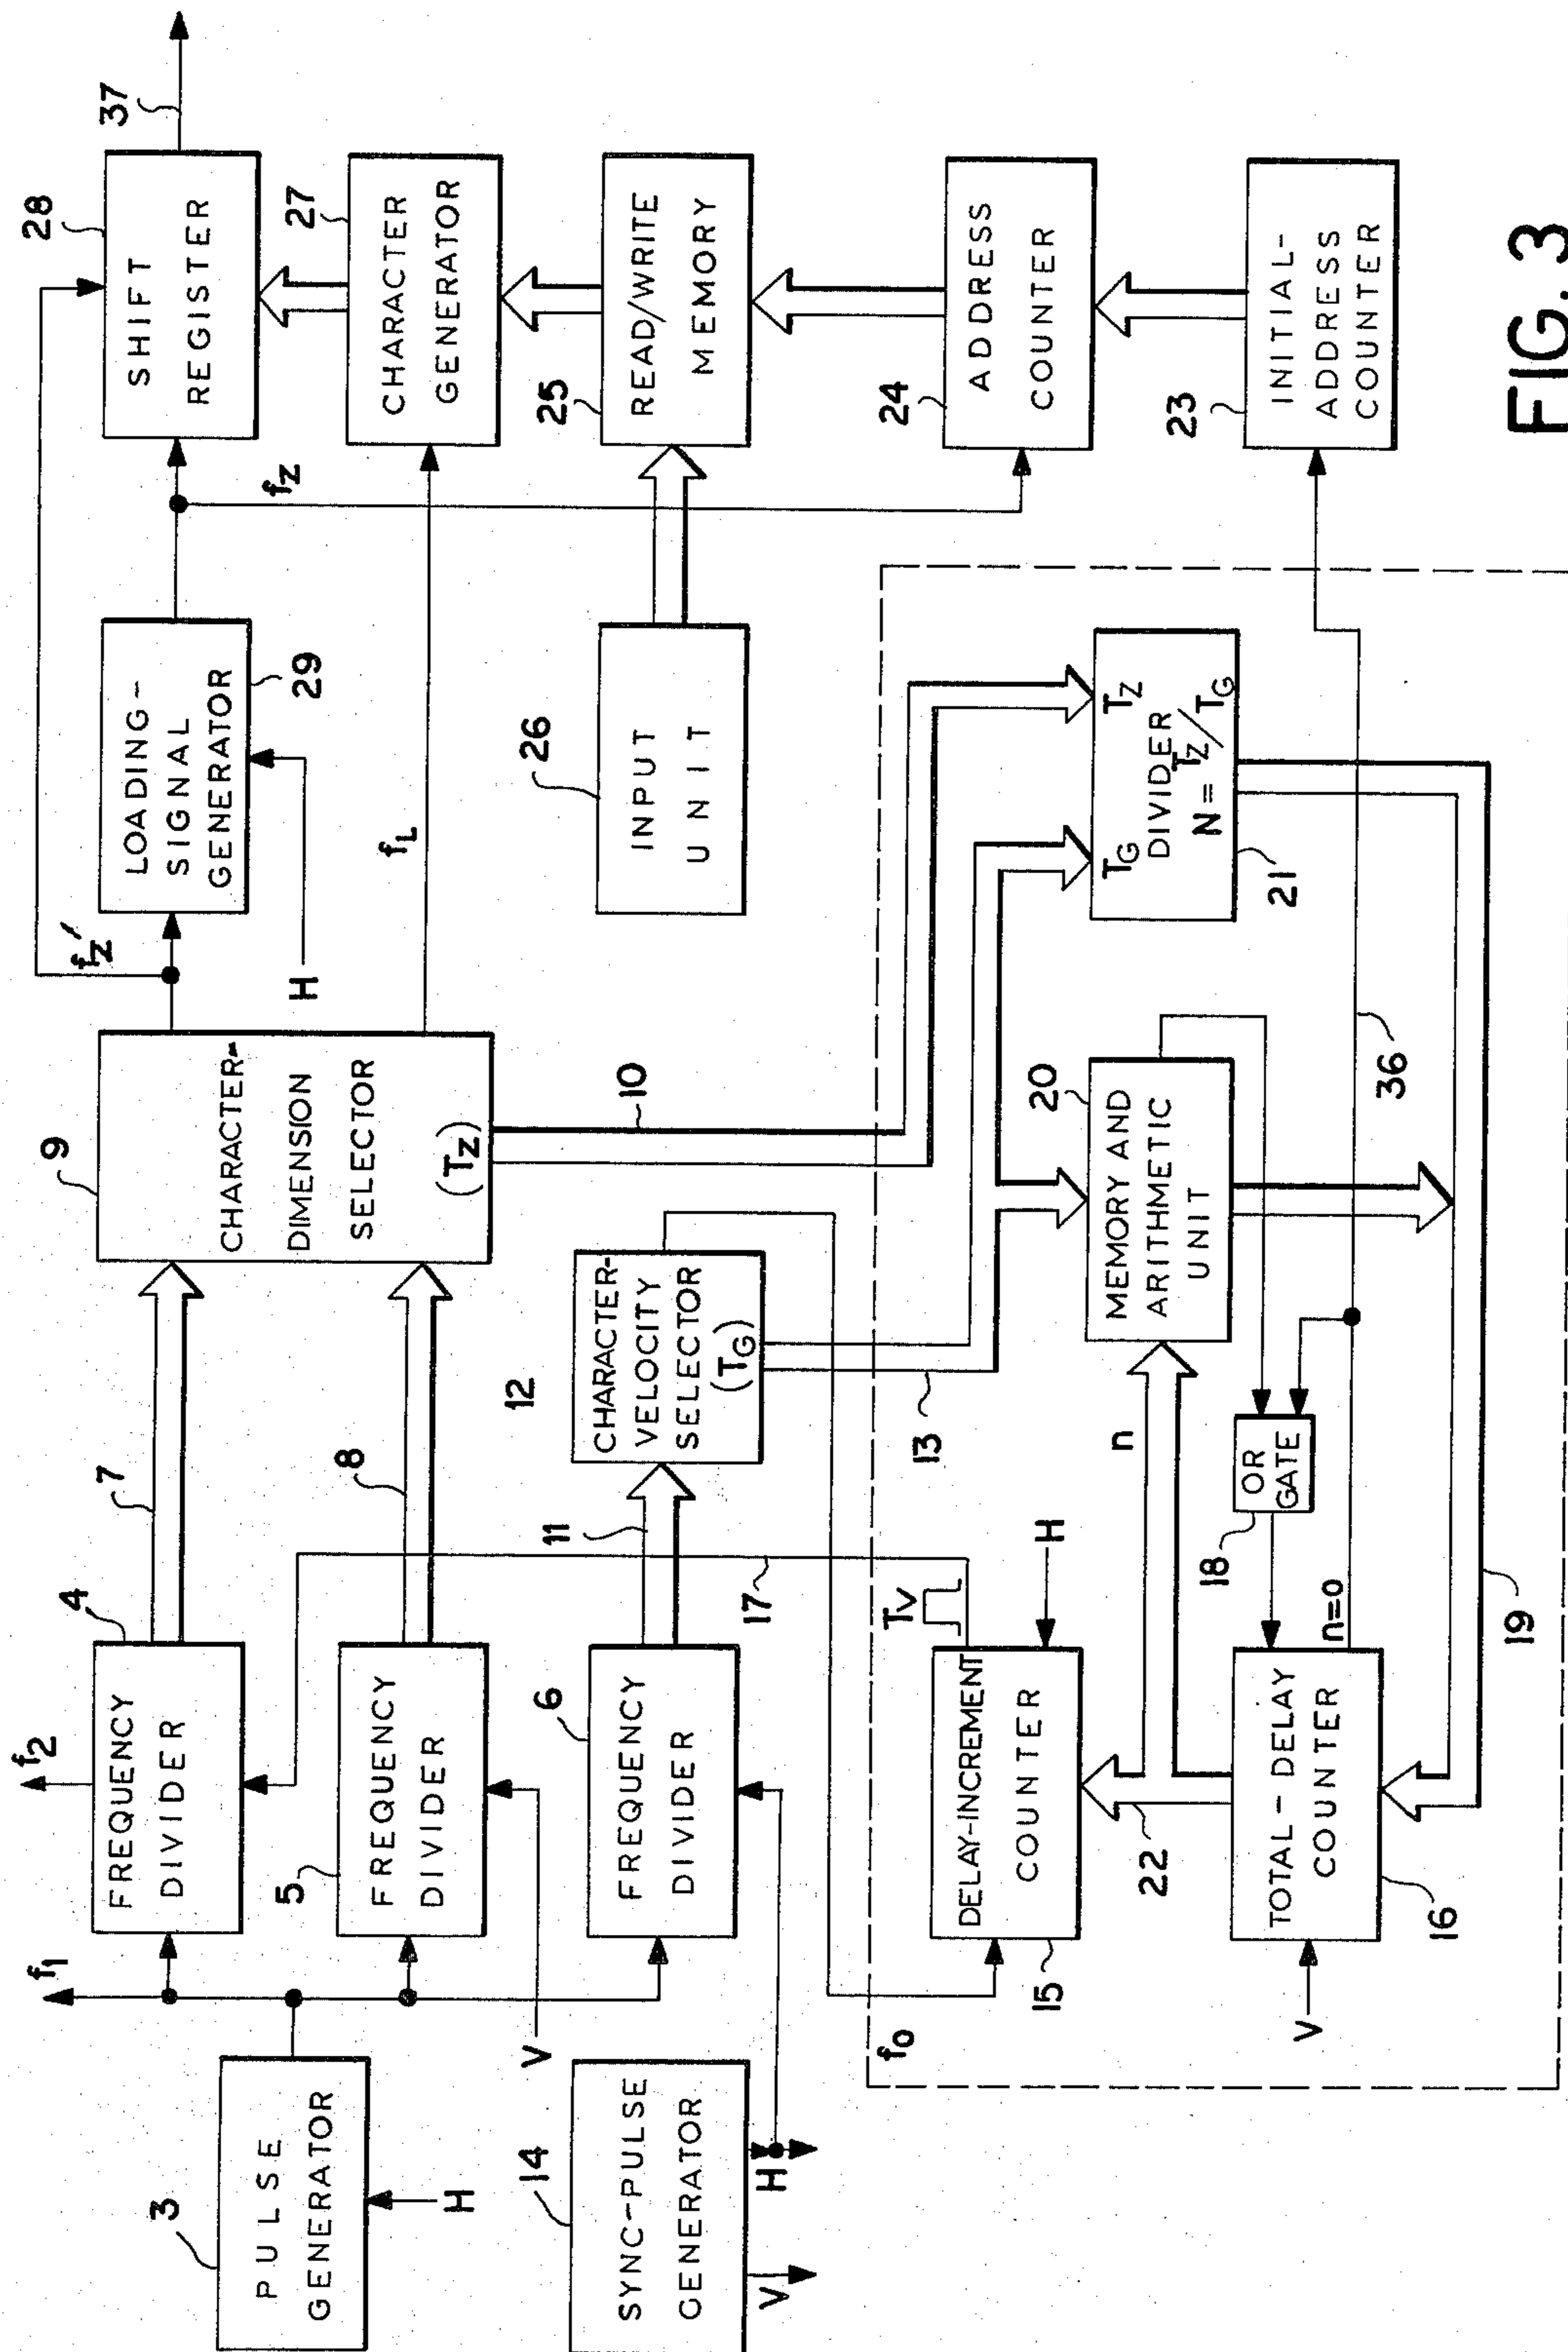 3
PULSE
GENERATOR
H
14
SYNC-PULSE
GENERATOR
V
H
f1
f2
4
FREQUENCY
DIVIDER
5
FREQUENCY
DIVIDER
V
6
FREQUENCY
DIVIDER
7
8
11
17
9
CHARACTER-
DIMENSION
SELECTOR
(TZ)
10
12
CHARACTER-
VELOCITY
SELECTOR
(TG)
13
fZ'
H
LOADING-
SIGNAL
GENERATOR
29
fL
fZ
28
SHIFT
REGISTER
37
27
CHARACTER
GENERATOR
25
READ/WRITE
MEMORY
26
INPUT
UNIT
24
ADDRESS
COUNTER
23
INITIAL-
ADDRESS
COUNTER
f0
TV
H
15
DELAY-INCREMENT
COUNTER
22
n
V
16
TOTAL-DELAY
COUNTER
n=0
18
OR
GATE
20
MEMORY AND
ARITHMETIC
UNIT
21
TG
TZ
DIVIDER
N = TZ/TG
36
19
FIG. 3